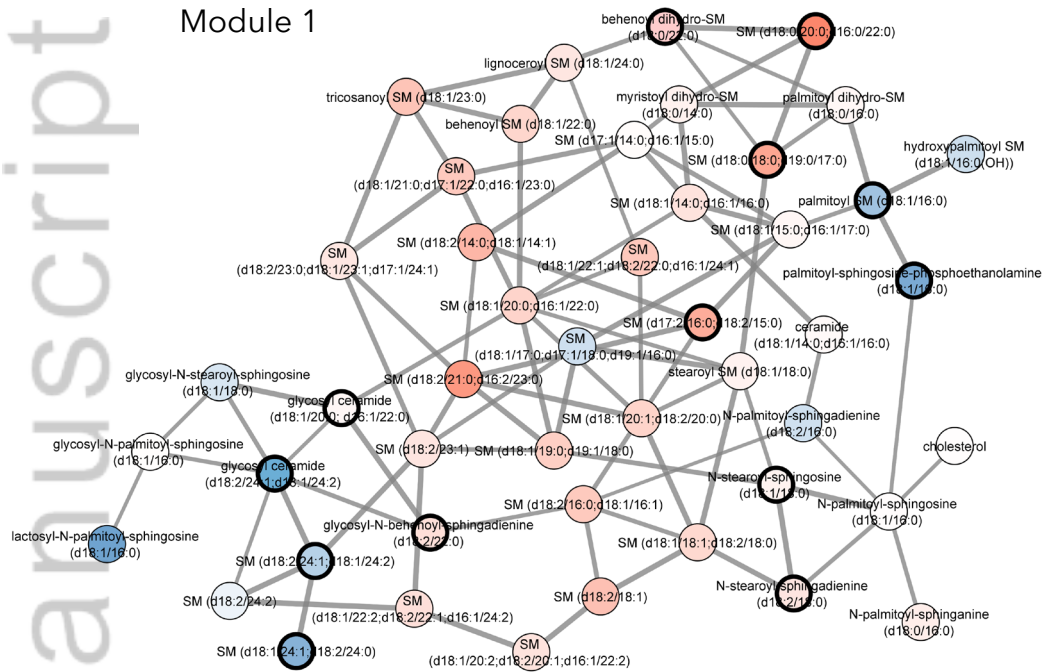 anuscript
Module 1
behenoyl dihydro-SM
(d18:0/22:0)
SM (d18:0/20:0;d16:0/22:0)
lignoceroyl SM (d18:1/24:0)
tricosanoyl SM (d18:1/23:0)
myristoyl dihydro-SM
(d18:0/14:0)
palmitoyl dihydro-SM
(d18:0/16:0)
behenoyl SM (d18:1/22:0)
SM (d17:1/14:0;d16:1/15:0)
hydroxypalmitoyl SM
(d18:1/16:0(OH))
SM (d18:0/18:0;d19:0/17:0)
SM
(d18:1/21:0;d17:1/22:0;d16:1/23:0)
SM (d18:1/14:0;d16:1/16:0)
palmitoyl SM (d18:1/16:0)
SM (d18:1/15:0;d16:1/17:0)
SM (d18:2/14:0;d18:1/14:1)
SM
(d18:2/23:0;d18:1/23:1;d17:1/24:1)
SM
(d18:1/22:1;d18:2/22:0;d16:1/24:1)
palmitoyl-sphingosine-phosphoethanolamine
(d18:1/16:0)
SM (d18:1/20:0;d16:1/22:0)
SM (d17:2/16:0;d18:2/15:0)
ceramide
(d18:1/14:0;d16:1/16:0)
SM
(d18:1/17:0;d17:1/18:0;d19:1/16:0)
stearoyl SM (d18:1/18:0)
glycosyl-N-stearoyl-sphingosine
(d18:1/18:0)
SM (d18:2/21:0;d16:2/23:0)
glycosyl ceramide
(d18:1/20:0; d16:1/22:0)
SM (d18:1/20:1;d18:2/20:0)
N-palmitoyl-sphingadienine
(d18:2/16:0)
glycosyl-N-palmitoyl-sphingosine
(d18:1/16:0)
SM (d18:2/23:1)
SM (d18:1/19:0;d19:1/18:0)
cholesterol
glycosyl ceramide
(d18:2/24:1;d18:1/24:2)
N-stearoyl-sphingosine
(d18:1/18:0)
SM (d18:2/16:0;d18:1/16:1)
N-palmitoyl-sphingosine
(d18:1/16:0)
glycosyl-N-behenoyl-sphingadienine
(d18:2/22:0)
lactosyl-N-palmitoyl-sphingosine
(d18:1/16:0)
SM (d18:1/18:1;d18:2/18:0)
SM (d18:2/24:1;d18:1/24:2)
N-stearoyl-sphingadienine
(d18:2/18:0)
SM (d18:2/24:2)
SM
(d18:1/22:2;d18:2/22:1;d16:1/24:2)
SM (d18:2/18:1)
N-palmitoyl-sphinganine
(d18:0/16:0)
SM (d18:1/24:1;d18:2/24:0)
SM
(d18:1/20:2;d18:2/20:1;d16:1/22:2)